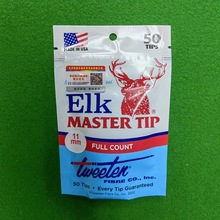 MADE IN USA
50
TIPS
Elk
MASTER TIP
11
mm
FULL COUNT
Tweeten
FIBRE CO., Inc.
50 Tips • Every Tip Guaranteed